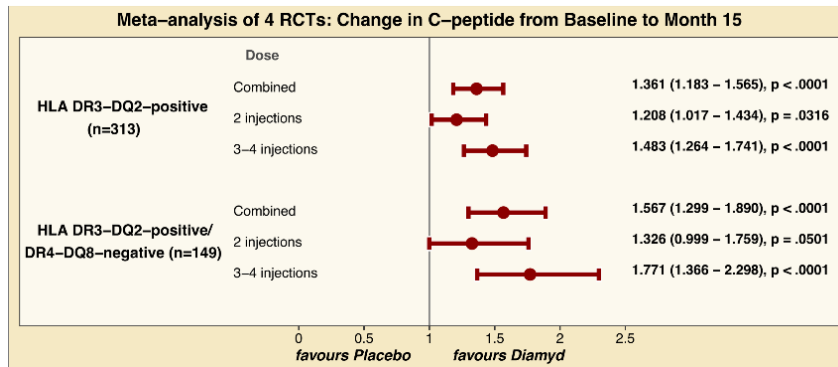 Meta–analysis of 4 RCTs: Change in C–peptide from Baseline to Month 15
Dose
HLA DR3–DQ2–positive
(n=313)
Combined 1.361 (1.183 – 1.565), p < .0001
2 injections 1.208 (1.017 – 1.434), p = .0316
3–4 injections 1.483 (1.264 – 1.741), p < .0001
HLA DR3–DQ2–positive/
DR4–DQ8–negative (n=149)
Combined 1.567 (1.299 – 1.890), p < .0001
2 injections 1.326 (0.999 – 1.759), p = .0501
3–4 injections 1.771 (1.366 – 2.298), p < .0001
0 0.5 1 1.5 2 2.5
favours Placebo favours Diamyd